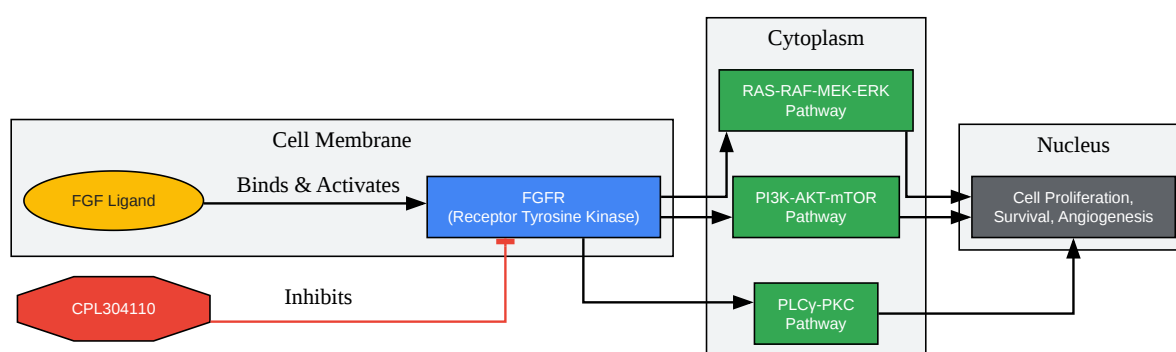 Cell Membrane
FGF Ligand
Binds & Activates
FGFR
(Receptor Tyrosine Kinase)
CPL304110
Inhibits
Cytoplasm
RAS-RAF-MEK-ERK
Pathway
PI3K-AKT-mTOR
Pathway
PLCγ-PKC
Pathway
Nucleus
Cell Proliferation,
Survival, Angiogenesis